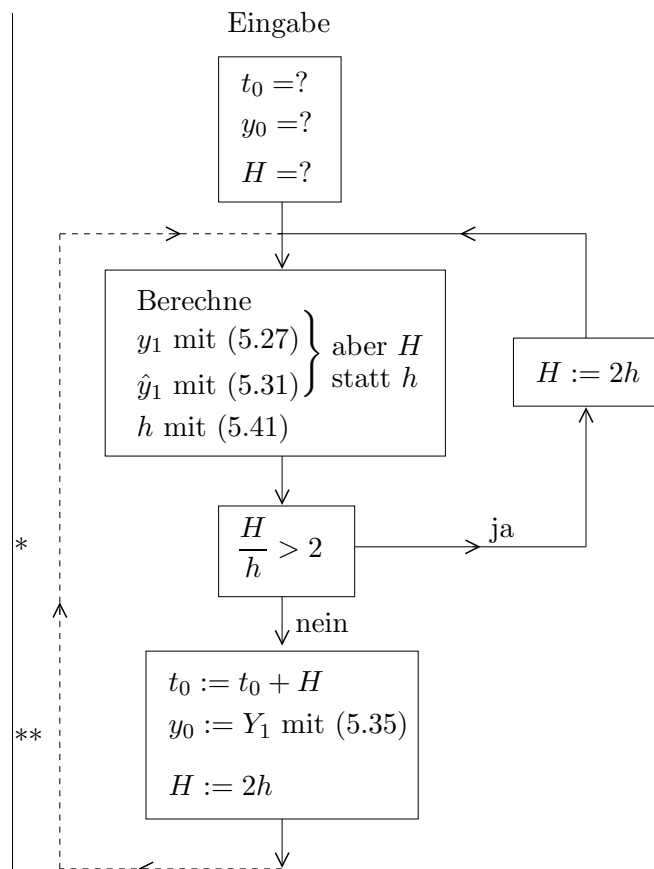 Eingabe
t_0 =?
y_0 =?
H =?
Berechne
y_1 mit (5.27)
ŷ_1 mit (5.31)
h mit (5.41)
aber H
statt h
H := 2h
*
H/h > 2
ja
nein
t_0 := t_0 + H
y_0 := Y_1 mit (5.35)
**
H := 2h